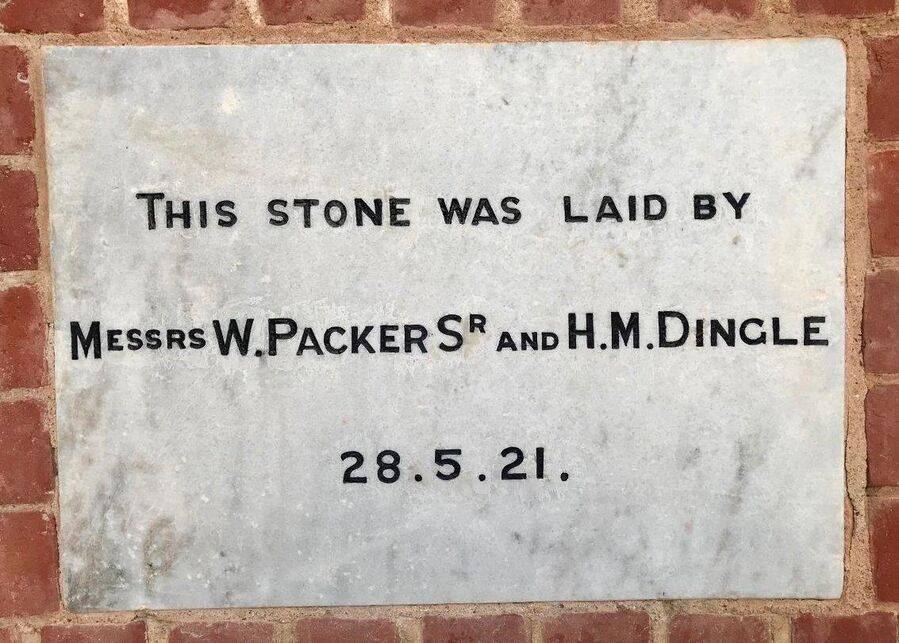 THIS STONE WAS LAID BY
MESSRS W. PACKER SR AND H.M. DINGLE
28.5.21.